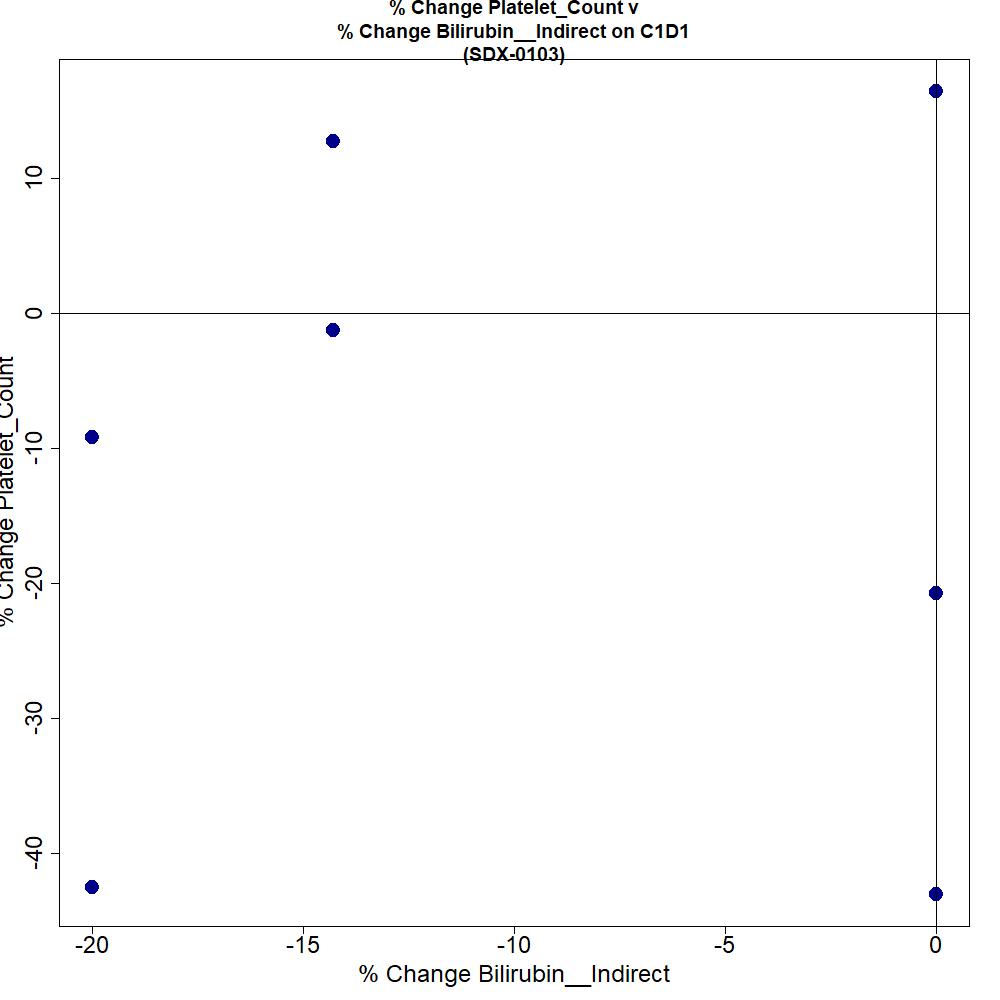 % Change Platelet_Count v
% Change Bilirubin__Indirect on C1D1
(SDX-0103)
10
0
-10
-20
-30
-40
% Change Platelet_Count
-20 -15 -10 -5 0
% Change Bilirubin__Indirect